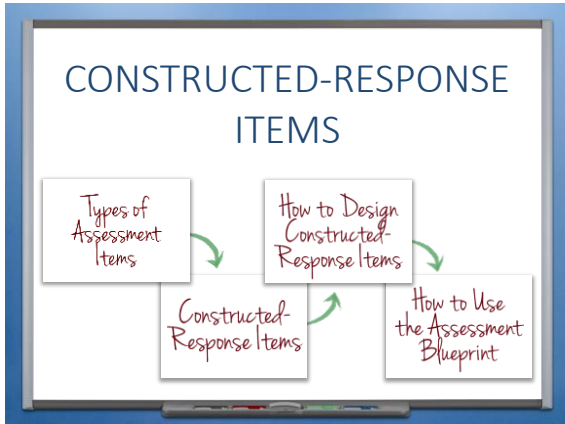 CONSTRUCTED-RESPONSE
ITEMS
Types of
Assessment
Items
Constructed-
Response Items
How to Design
Constructed-
Response Items
How to Use
the Assessment
Blueprint